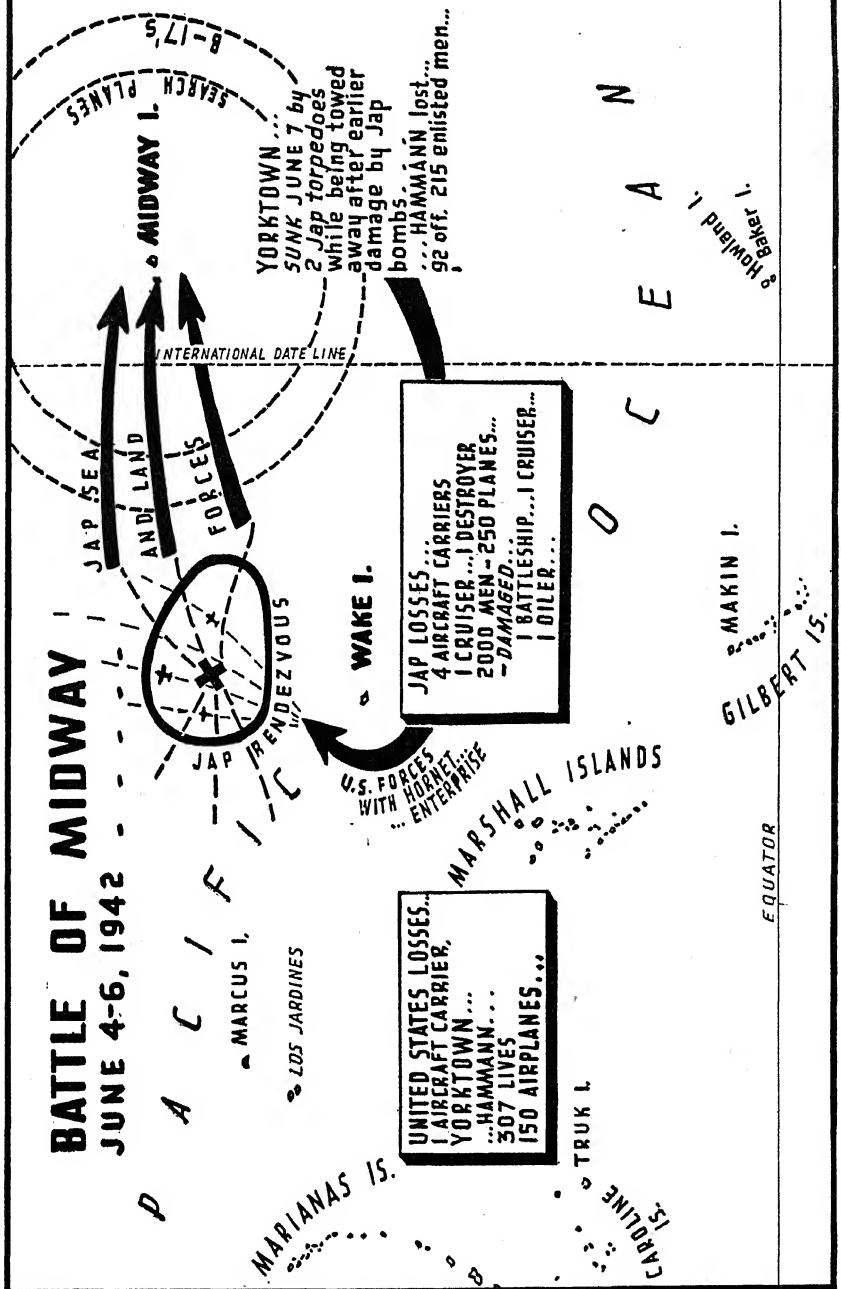 BATTLE OF MIDWAY
JUNE 4-6, 1942
P A C I F I C
O C E A N
MARCUS I.
LOS JARDINES
JAP RENDEZVOUS
JAP SEA
AND LAND
FORCES
INTERNATIONAL DATE LINE
MIDWAY I.
SEARCH PLANES
B-17's
YORKTOWN...
SUNK JUNE 7 by
2 Jap torpedoes
while being towed
away after earlier
damage by Jap
bombs.
...HAMMANN lost...
92 off. 215 enlisted men...
WAKE I.
U.S. FORCES
WITH HORNET...
... ENTERPRISE
MARIANAS IS.
UNITED STATES LOSSES...
1 AIRCRAFT CARRIER,
YORKTOWN...
...HAMMANN...
307 LIVES
150 AIRPLANES...
JAP LOSSES...
4 AIRCRAFT CARRIERS
1 CRUISER...1 DESTROYER
2000 MEN-250 PLANES...
-DAMAGED...
1 BATTLESHIP...1 CRUISER...
1 OILER...
MARSHALL ISLANDS
TRUK I.
CAROLINE
IS.
MAKIN I.
GILBERT IS.
Howland I.
Baker I.
EQUATOR